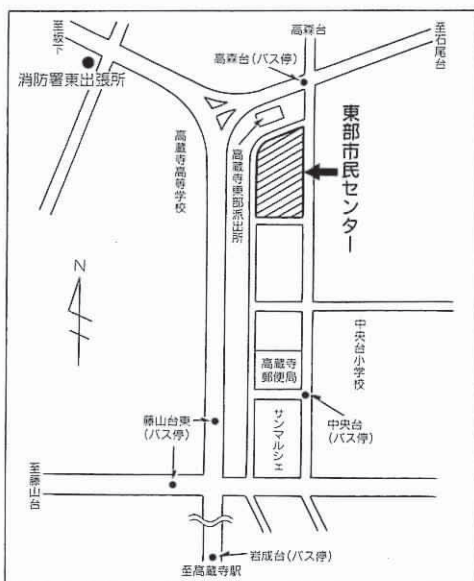 至坂下
高森台
至石尾台
高森台(バス停)
消防署東出張所
東部市民センター
高蔵寺高等学校
高蔵寺東部派出所
N
中央台小学校
高蔵寺
郵便局
藤山台東
(バス停)
サンマルシェ
中央台
(バス停)
至藤山台
岩成台(バス停)
至高蔵寺駅